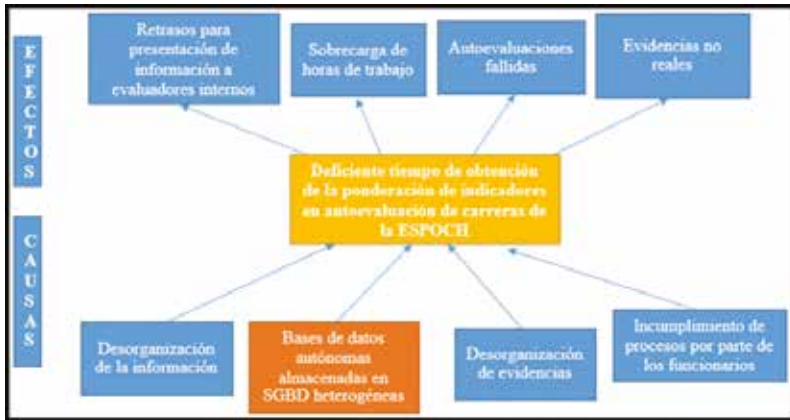 EFECTOS
Retrasos para
presentación de
información a
evaluadores internos
Sobrecarga de
horas de trabajo
Autoevaluaciones
fallidas
Evidencias no
reales
Deficiente tiempo de obtención
de la ponderación de indicadores
en autoevaluación de carreras de
la ESPOCH
CAUSAS
Desorganización
de la información
Bases de datos
autónomas
almacenadas en
SGBD heterogéneas
Desorganización
de evidencias
Incumplimiento de
procesos por parte de
los funcionarios